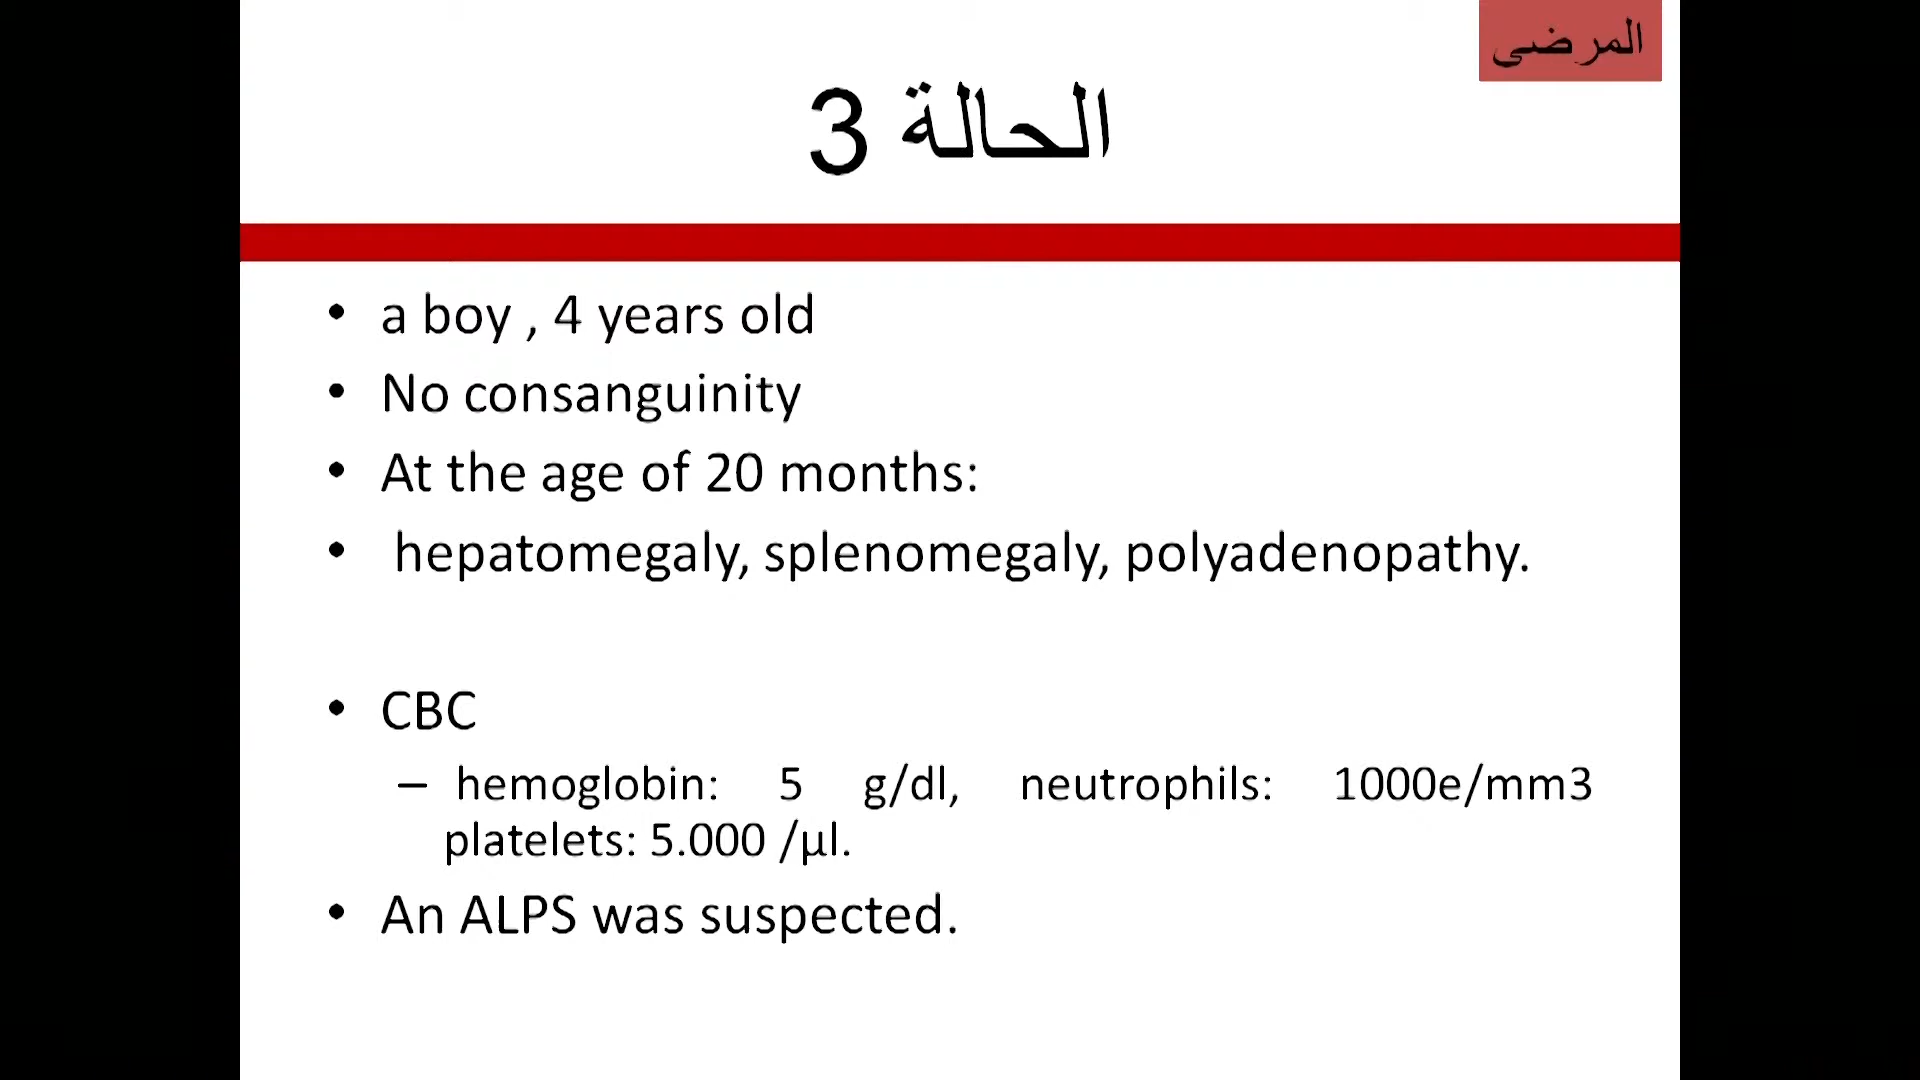 المرضى
الحالة 3
• a boy , 4 years old
• No consanguinity
• At the age of 20 months:
• hepatomegaly, splenomegaly, polyadenopathy.
• CBC
– hemoglobin: 5 g/dl, neutrophils: 1000e/mm3
platelets: 5.000 /µl.
• An ALPS was suspected.